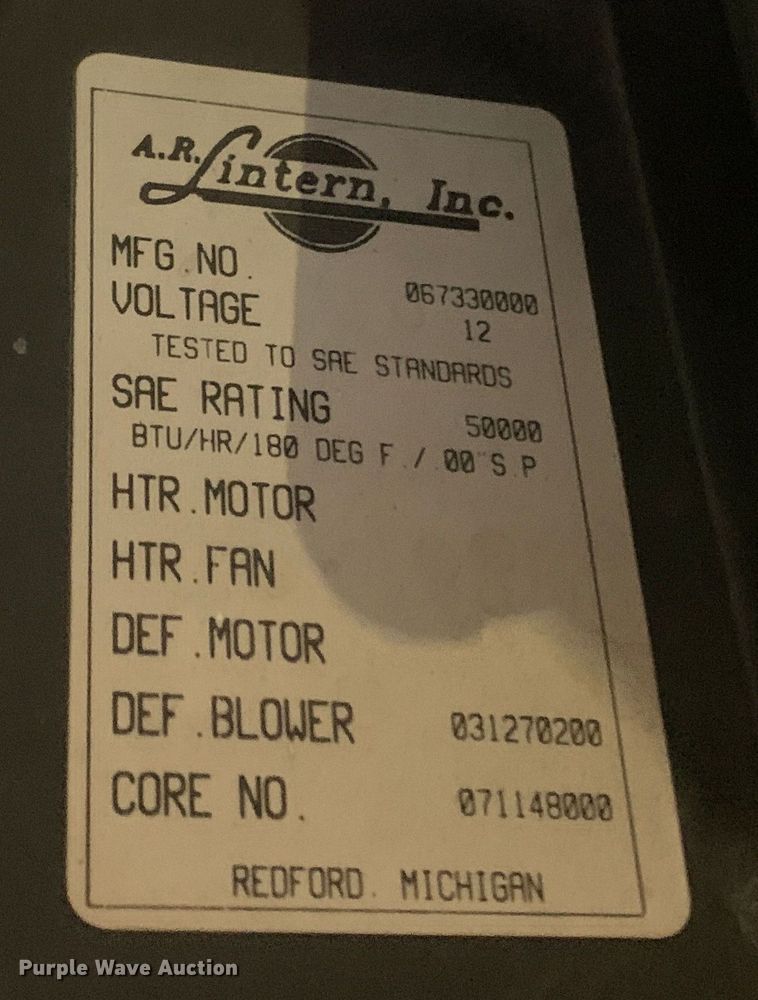 A.R. Lintern, Inc.
MFG.NO. 067330000
VOLTAGE 12
TESTED TO SAE STANDARDS
SAE RATING 50000
BTU/HR/180 DEG F./.00"S.P
HTR.MOTOR
HTR.FAN
DEF.MOTOR
DEF.BLOWER 031270200
CORE NO. 071148000
REDFORD. MICHIGAN
Purple Wave Auction